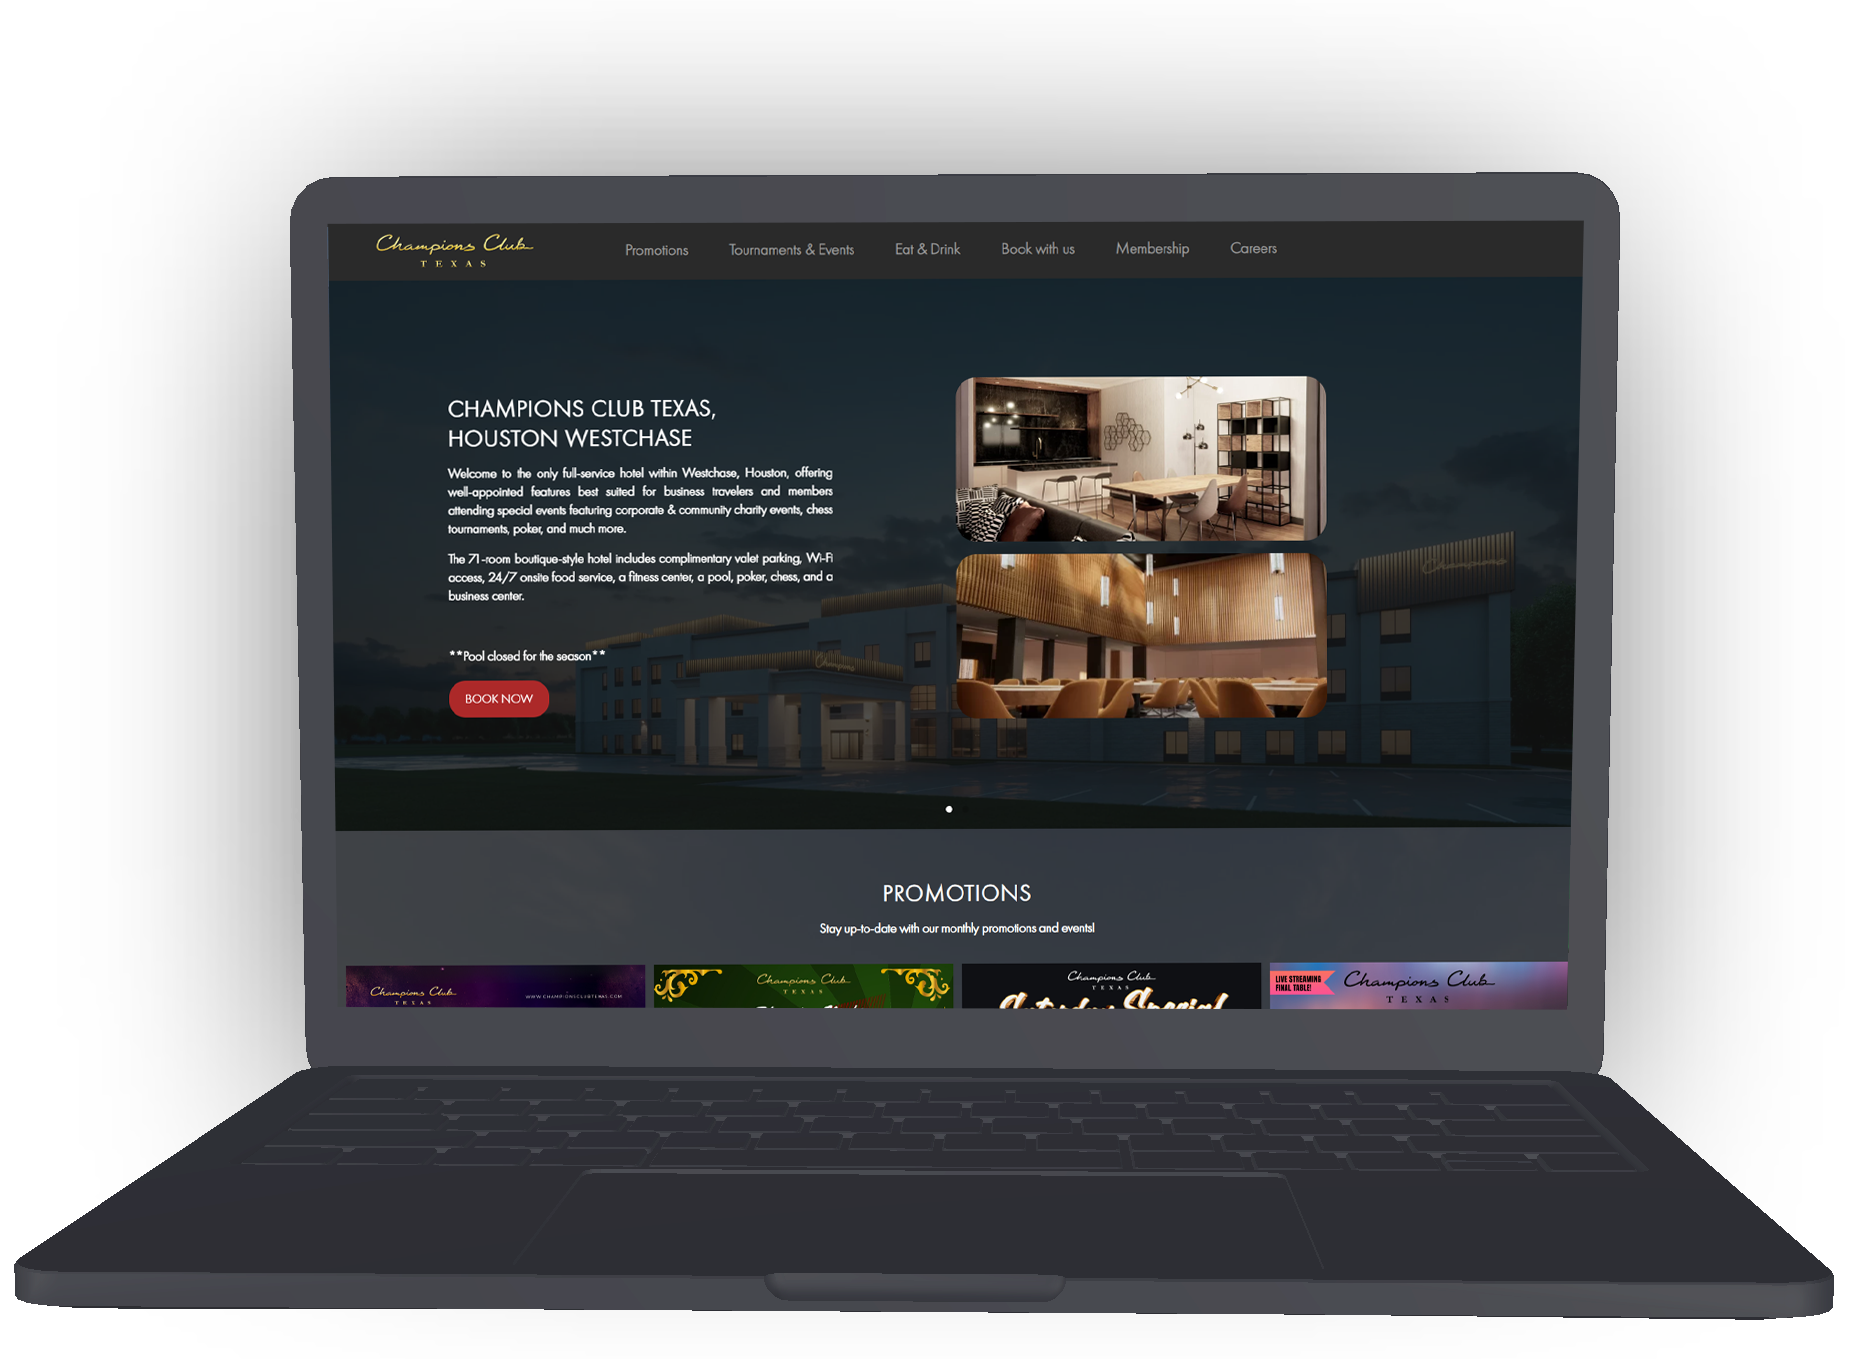 Champions Club
TEXAS
Promotions
Tournaments & Events
Eat & Drink
Book with us
Membership
Careers
CHAMPIONS CLUB TEXAS,
HOUSTON WESTCHASE
Welcome to the only full-service hotel within Westchase, Houston, offering
well-appointed features best suited for business travelers and members
attending special events featuring corporate & community charity events, chess
tournaments, poker, and much more.
The 71-room boutique-style hotel includes complimentary valet parking, Wi-Fi
access, 24/7 onsite food service, a fitness center, a pool, poker, chess, and a
business center.
**Pool closed for the season**
BOOK NOW
Champions
Champions
PROMOTIONS
Stay up-to-date with our monthly promotions and events!
Champions Club
TEXAS
WWW.CHAMPIONSCLUBTEXAS.COM
Champions Club
TEXAS
Champions Club
TEXAS
Saturday Special
LIVE STREAMING
FINAL TABLE!
Champions Club
TEXAS